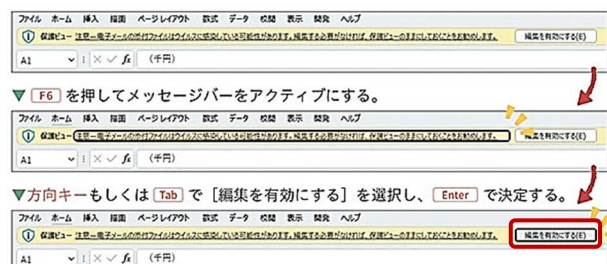 ファイル ホーム 挿入 描画 ページレイアウト 数式 データ 校閲 表示 開発 ヘルプ
保護ビュー 注意—電子メールの添付ファイルはウイルスに感染している可能性があります。編集する必要がなければ、保護ビューのままにしておくことをお勧めします。 編集を有効にする(E)
A1 fx (千円)
▼ F6 を押してメッセージバーをアクティブにする。
ファイル ホーム 挿入 描画 ページレイアウト 数式 データ 校閲 表示 開発 ヘルプ
保護ビュー 注意—電子メールの添付ファイルはウイルスに感染している可能性があります。編集する必要がなければ、保護ビューのままにしておくことをお勧めします。 編集を有効にする(E)
A1 fx (千円)
▼方向キーもしくは Tab で[編集を有効にする]を選択し、 Enter で決定する。
ファイル ホーム 挿入 描画 ページレイアウト 数式 データ 校閲 表示 開発 ヘルプ
保護ビュー 注意—電子メールの添付ファイルはウイルスに感染している可能性があります。編集する必要がなければ、保護ビューのままにしておくことをお勧めします。 編集を有効にする(E)
A1 fx (千円)